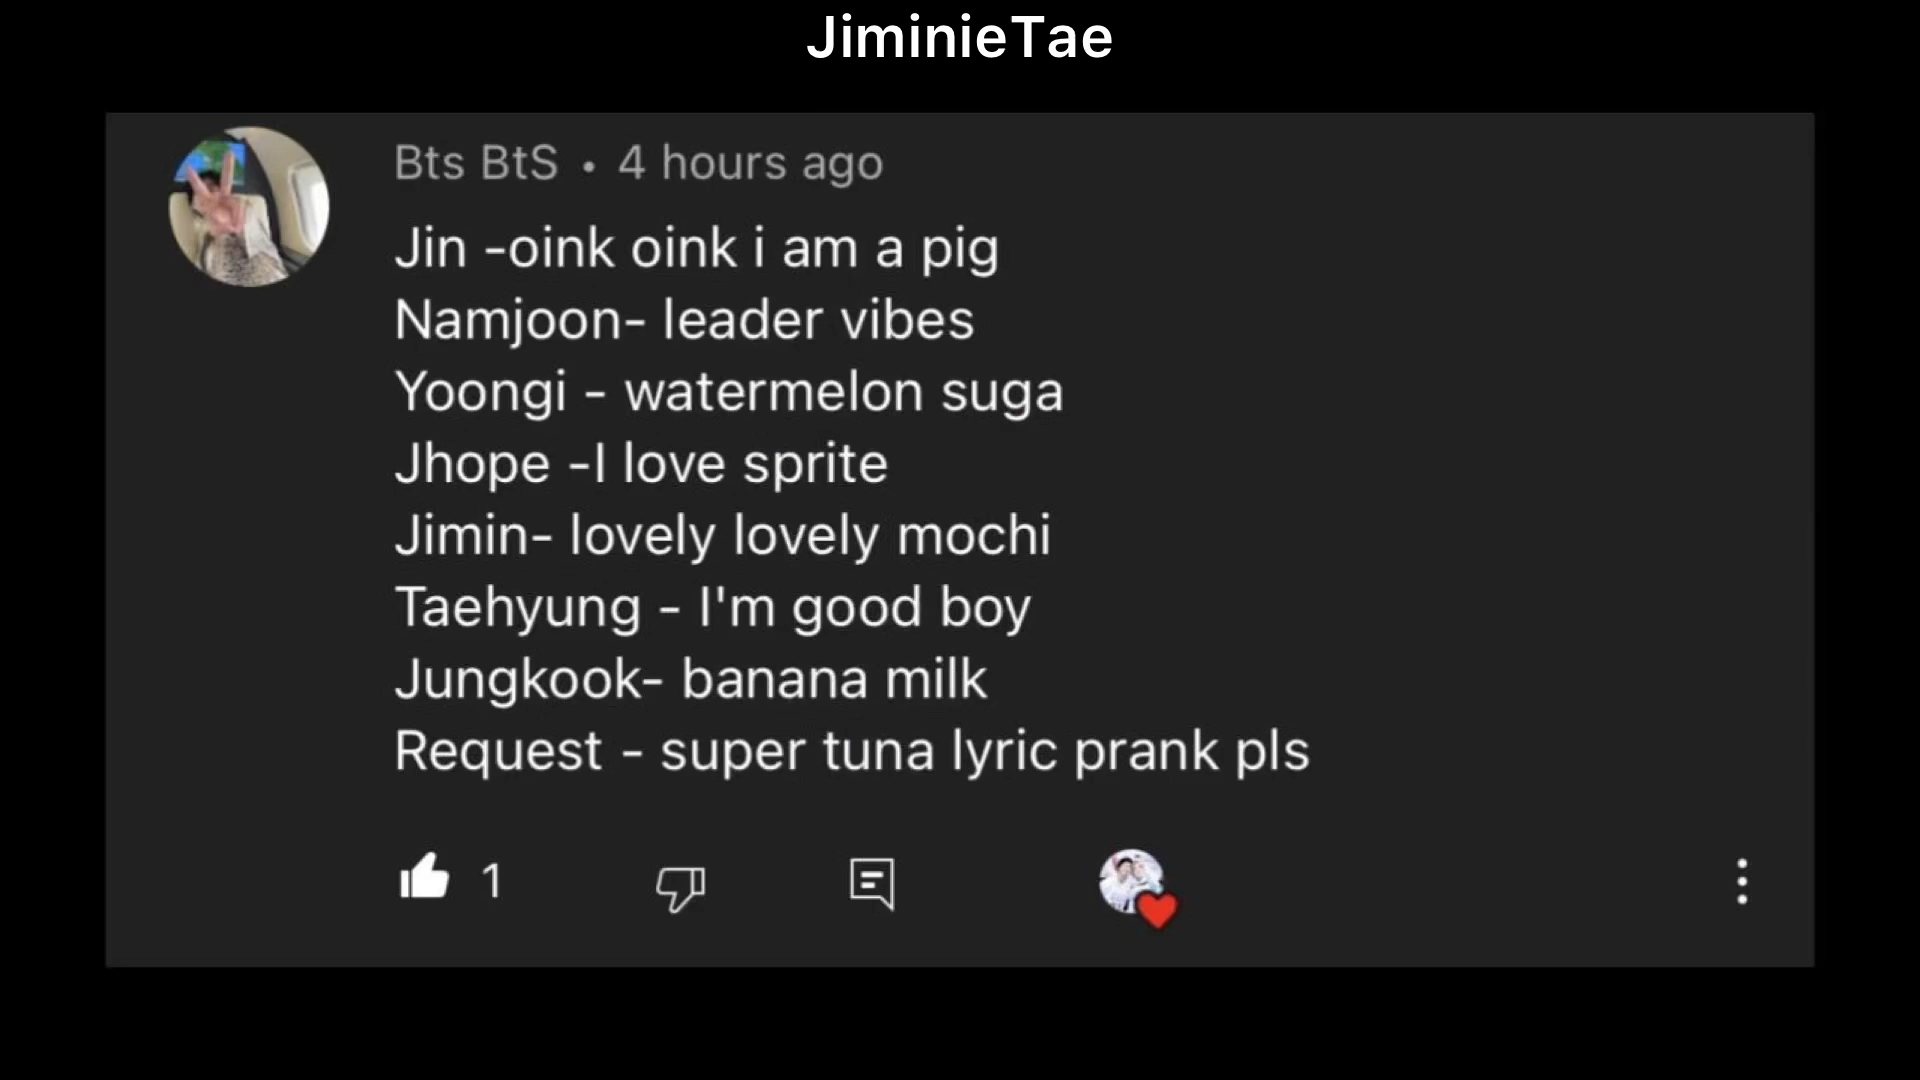 JiminieTae
Bts BtS • 4 hours ago
Jin -oink oink i am a pig
Namjoon- leader vibes
Yoongi - watermelon suga
Jhope -I love sprite
Jimin- lovely lovely mochi
Taehyung - I'm good boy
Jungkook- banana milk
Request - super tuna lyric prank pls
1